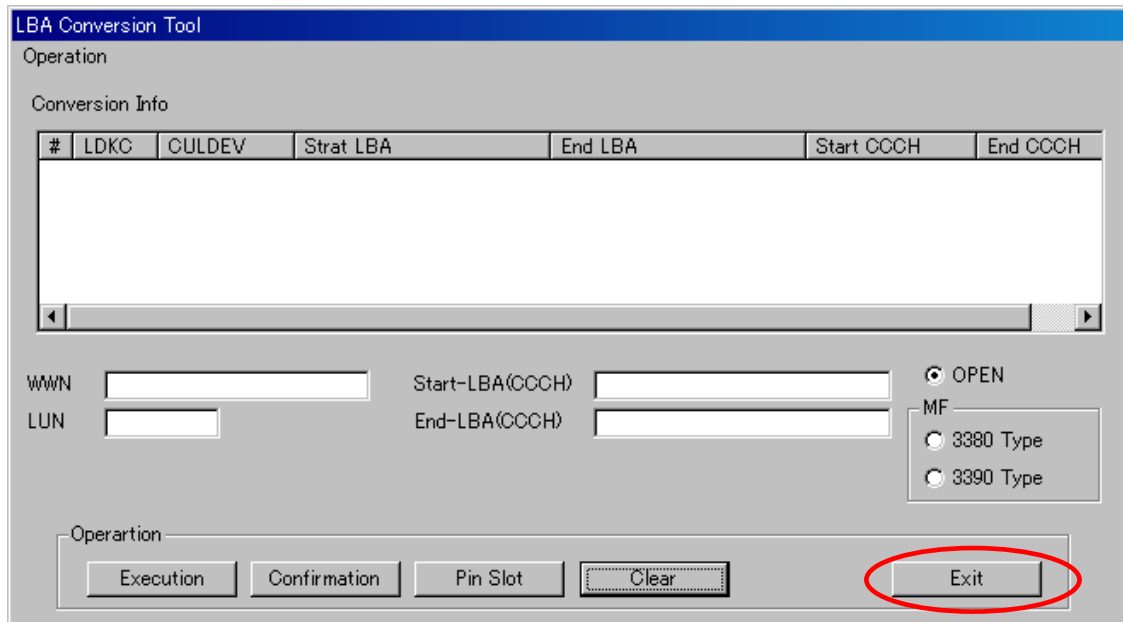 LBA Conversion Tool
Operation
Conversion Info
# LDKC CULDEV Strat LBA End LBA Start CCCH End CCCH
WWN Start-LBA(CCCH) OPEN
LUN End-LBA(CCCH) MF
3380 Type
3390 Type
Operartion
Execution Confirmation Pin Slot Clear Exit